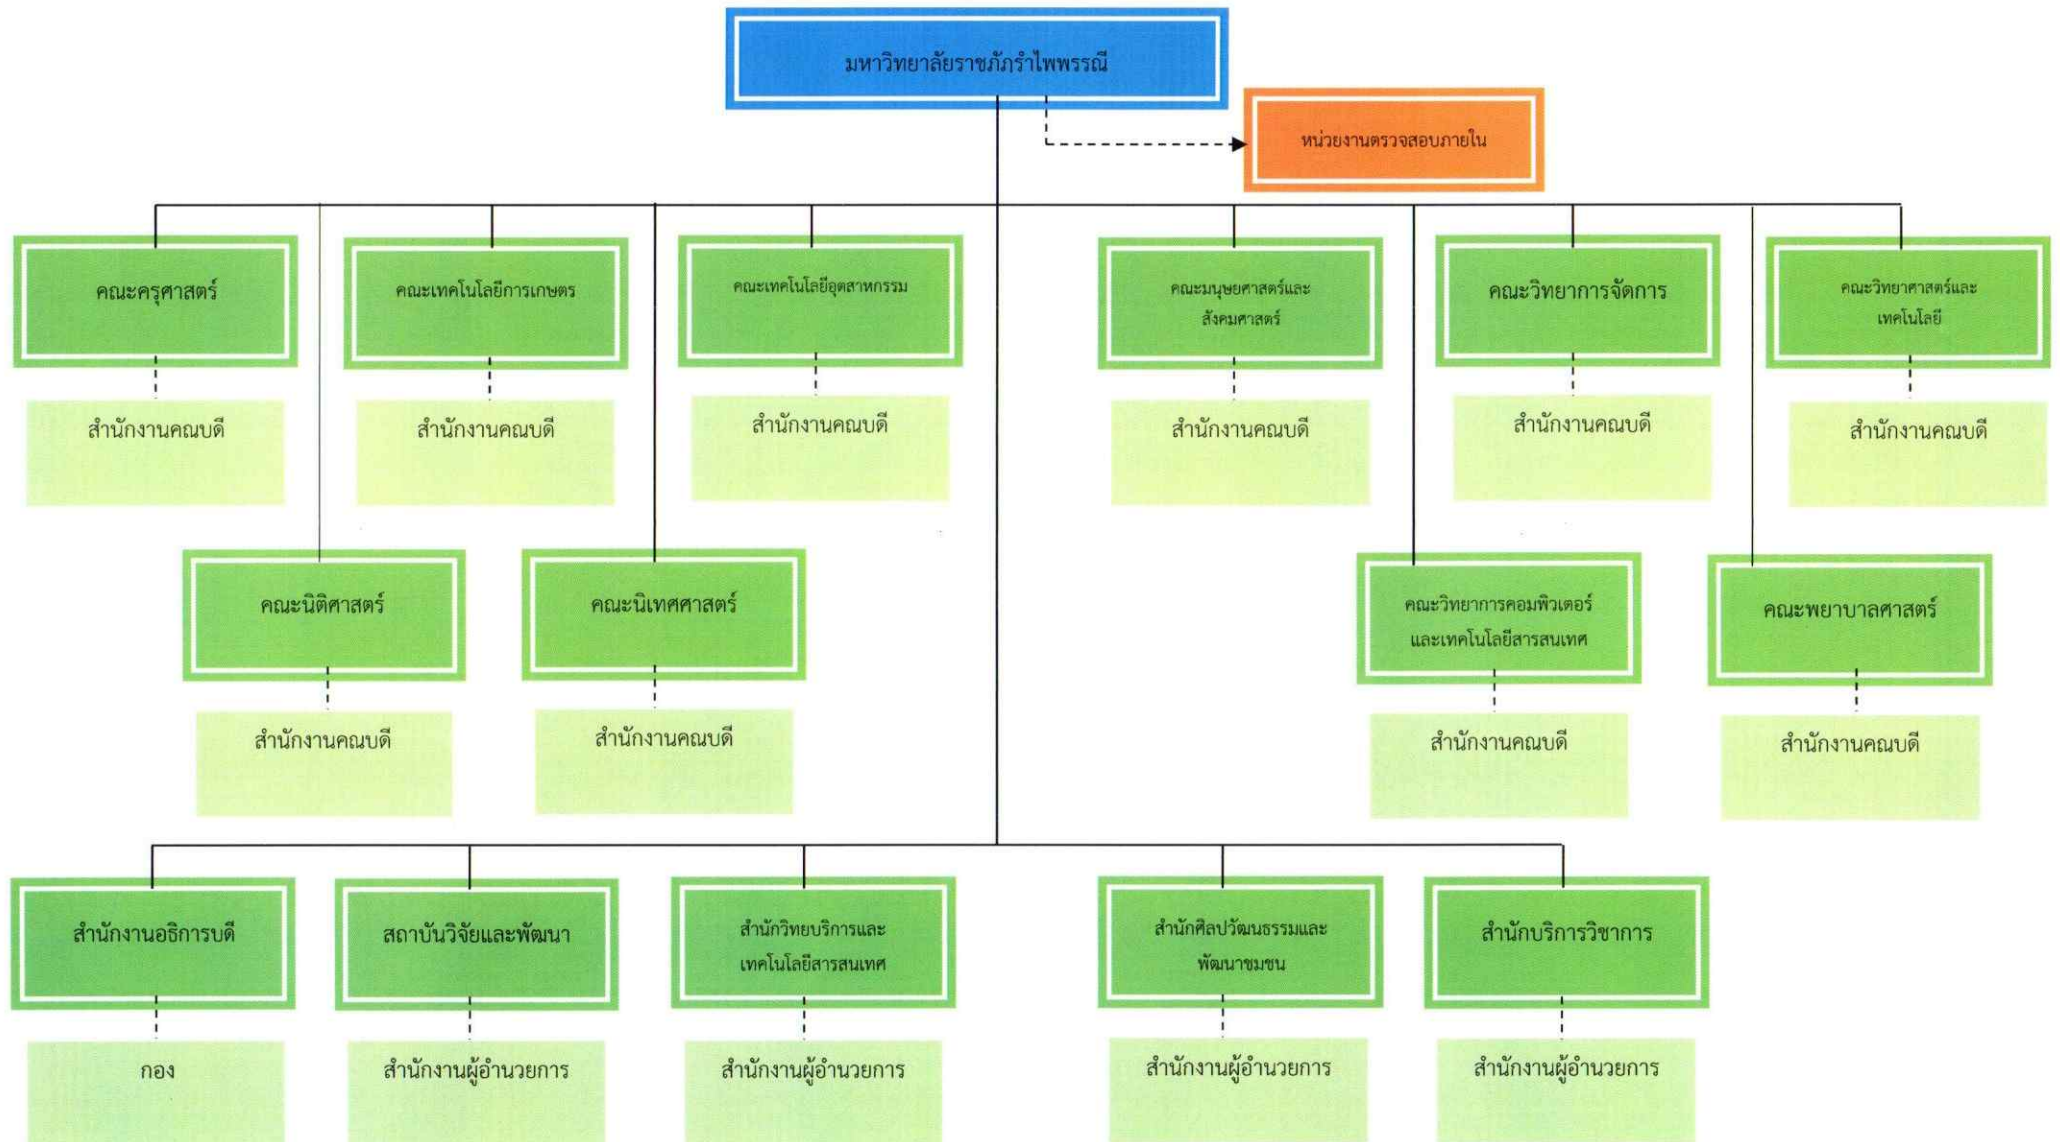 มหาวิทยาลัยราชภัฏรำไพพรรณี
หน่วยงานตรวจสอบภายใน
คณะครุศาสตร์
คณะเทคโนโลยีการเกษตร
คณะเทคโนโลยีอุตสาหกรรม
คณะมนุษยศาสตร์และ
สังคมศาสตร์
คณะวิทยาการจัดการ
คณะวิทยาศาสตร์และ
เทคโนโลยี
สำนักงานคณบดี
สำนักงานคณบดี
สำนักงานคณบดี
สำนักงานคณบดี
สำนักงานคณบดี
สำนักงานคณบดี
คณะนิติศาสตร์
คณะนิเทศศาสตร์
คณะวิทยาการคอมพิวเตอร์
และเทคโนโลยีสารสนเทศ
คณะพยาบาลศาสตร์
สำนักงานคณบดี
สำนักงานคณบดี
สำนักงานคณบดี
สำนักงานคณบดี
สำนักงานอธิการบดี
สถาบันวิจัยและพัฒนา
สำนักวิทยบริการและ
เทคโนโลยีสารสนเทศ
สำนักศิลปวัฒนธรรมและ
พัฒนาชุมชน
สำนักบริการวิชาการ
กอง
สำนักงานผู้อำนวยการ
สำนักงานผู้อำนวยการ
สำนักงานผู้อำนวยการ
สำนักงานผู้อำนวยการ